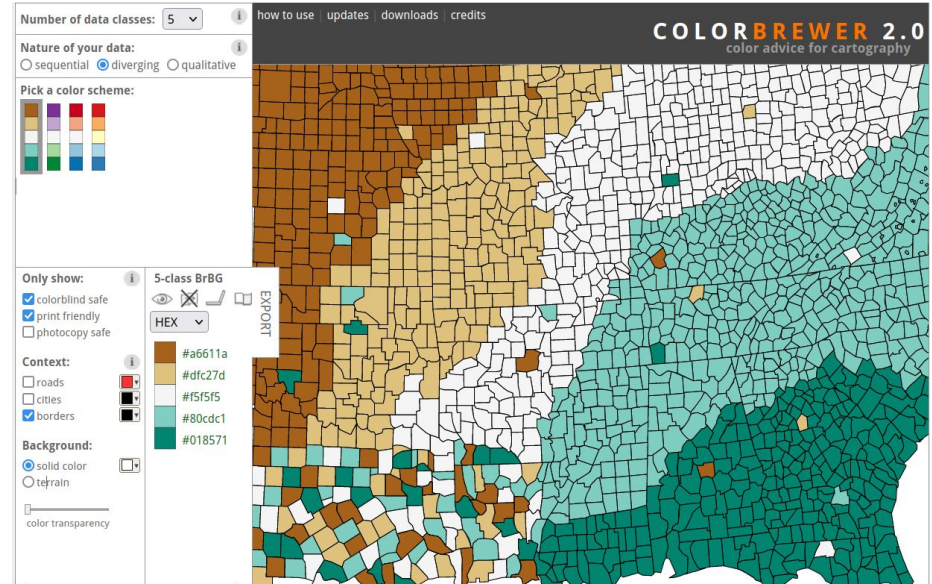 Number of data classes: 5 i
how to use | updates | downloads | credits
COLORBREWER 2.0
color advice for cartography
Nature of your data: i
sequential diverging qualitative
Pick a color scheme:
Only show: i
colorblind safe
print friendly
photocopy safe
Context: i
roads
cities
borders
Background:
solid color
terrain
color transparency
5-class BrBG
EXPORT
HEX
#a6611a
#dfc27d
#f5f5f5
#80cdc1
#018571